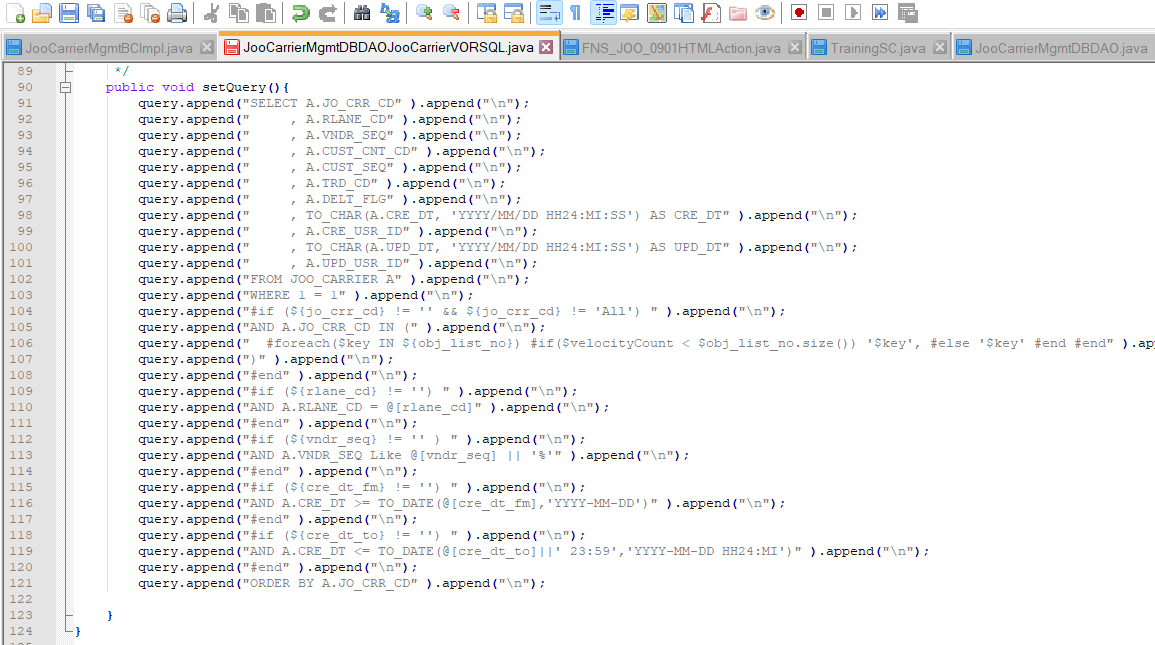 JooCarrierMgmtBCImpl.java
JooCarrierMgmtDBDAOJooCarrierVORSQL.java
FNS_JOO_0901HTMLAction.java
TrainingSC.java
JooCarrierMgmtDBDAO.java
89 */
90 public void setQuery(){
91 query.append("SELECT A.JO_CRR_CD" ).append("\n");
92 query.append("     , A.RLANE_CD" ).append("\n");
93 query.append("     , A.VNDR_SEQ" ).append("\n");
94 query.append("     , A.CUST_CNT_CD" ).append("\n");
95 query.append("     , A.CUST_SEQ" ).append("\n");
96 query.append("     , A.TRD_CD" ).append("\n");
97 query.append("     , A.DELT_FLG" ).append("\n");
98 query.append("     , TO_CHAR(A.CRE_DT, 'YYYY/MM/DD HH24:MI:SS') AS CRE_DT" ).append("\n");
99 query.append("     , A.CRE_USR_ID" ).append("\n");
100 query.append("     , TO_CHAR(A.UPD_DT, 'YYYY/MM/DD HH24:MI:SS') AS UPD_DT" ).append("\n");
101 query.append("     , A.UPD_USR_ID" ).append("\n");
102 query.append("FROM JOO_CARRIER A" ).append("\n");
103 query.append("WHERE 1 = 1" ).append("\n");
104 query.append("#if (${jo_crr_cd} != '' && ${jo_crr_cd} != 'All') " ).append("\n");
105 query.append("AND A.JO_CRR_CD IN (" ).append("\n");
106 query.append("  #foreach($key IN ${obj_list_no}) #if($velocityCount < $obj_list_no.size()) '$key', #else '$key' #end #end" ).ap
107 query.append(")" ).append("\n");
108 query.append("#end" ).append("\n");
109 query.append("#if (${rlane_cd} != '') " ).append("\n");
110 query.append("AND A.RLANE_CD = @[rlane_cd]" ).append("\n");
111 query.append("#end" ).append("\n");
112 query.append("#if (${vndr_seq} != '' ) " ).append("\n");
113 query.append("AND A.VNDR_SEQ Like @[vndr_seq] || '%'" ).append("\n");
114 query.append("#end" ).append("\n");
115 query.append("#if (${cre_dt_fm} != '') " ).append("\n");
116 query.append("AND A.CRE_DT >= TO_DATE(@[cre_dt_fm],'YYYY-MM-DD')" ).append("\n");
117 query.append("#end" ).append("\n");
118 query.append("#if (${cre_dt_to} != '') " ).append("\n");
119 query.append("AND A.CRE_DT <= TO_DATE(@[cre_dt_to]||' 23:59','YYYY-MM-DD HH24:MI')" ).append("\n");
120 query.append("#end" ).append("\n");
121 query.append("ORDER BY A.JO_CRR_CD" ).append("\n");
122
123 }
124 }